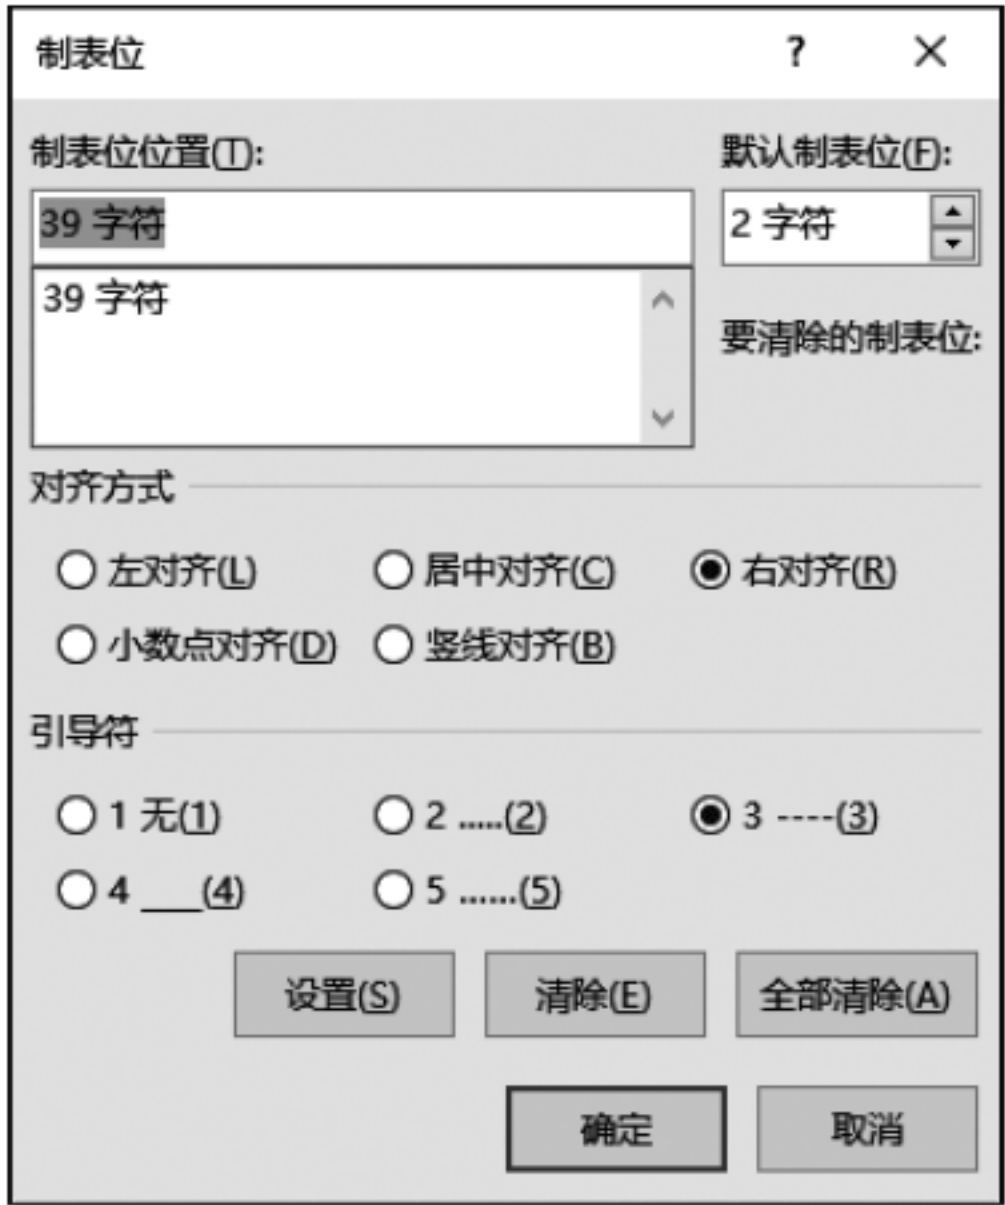 制表位 ?
制表位位置(T): 默认制表位(F):
39 字符 2 字符
39 字符
要清除的制表位:
对齐方式
左对齐(L) 居中对齐(C) 右对齐(R)
小数点对齐(D) 竖线对齐(B)
引导符
1 无(1) 2 .....(2) 3 ----(3)
4 ___(4) 5 ......(5)
设置(S) 清除(E) 全部清除(A)
确定 取消